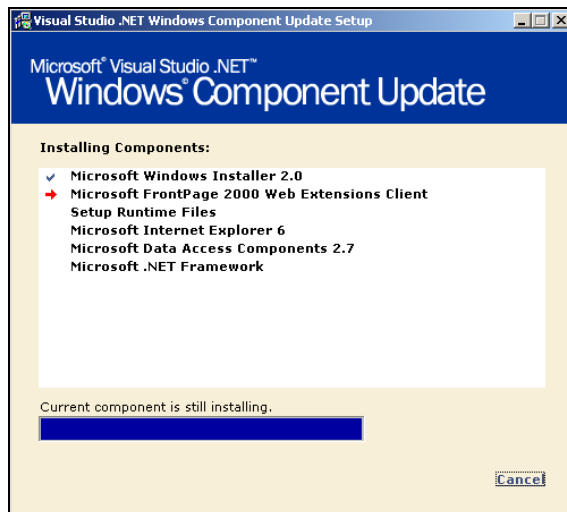 Visual Studio .NET Windows Component Update Setup
Microsoft® Visual Studio .NET™
Windows® Component Update
Installing Components:
Microsoft Windows Installer 2.0
Microsoft FrontPage 2000 Web Extensions Client
Setup Runtime Files
Microsoft Internet Explorer 6
Microsoft Data Access Components 2.7
Microsoft .NET Framework
Current component is still installing.
Cancel